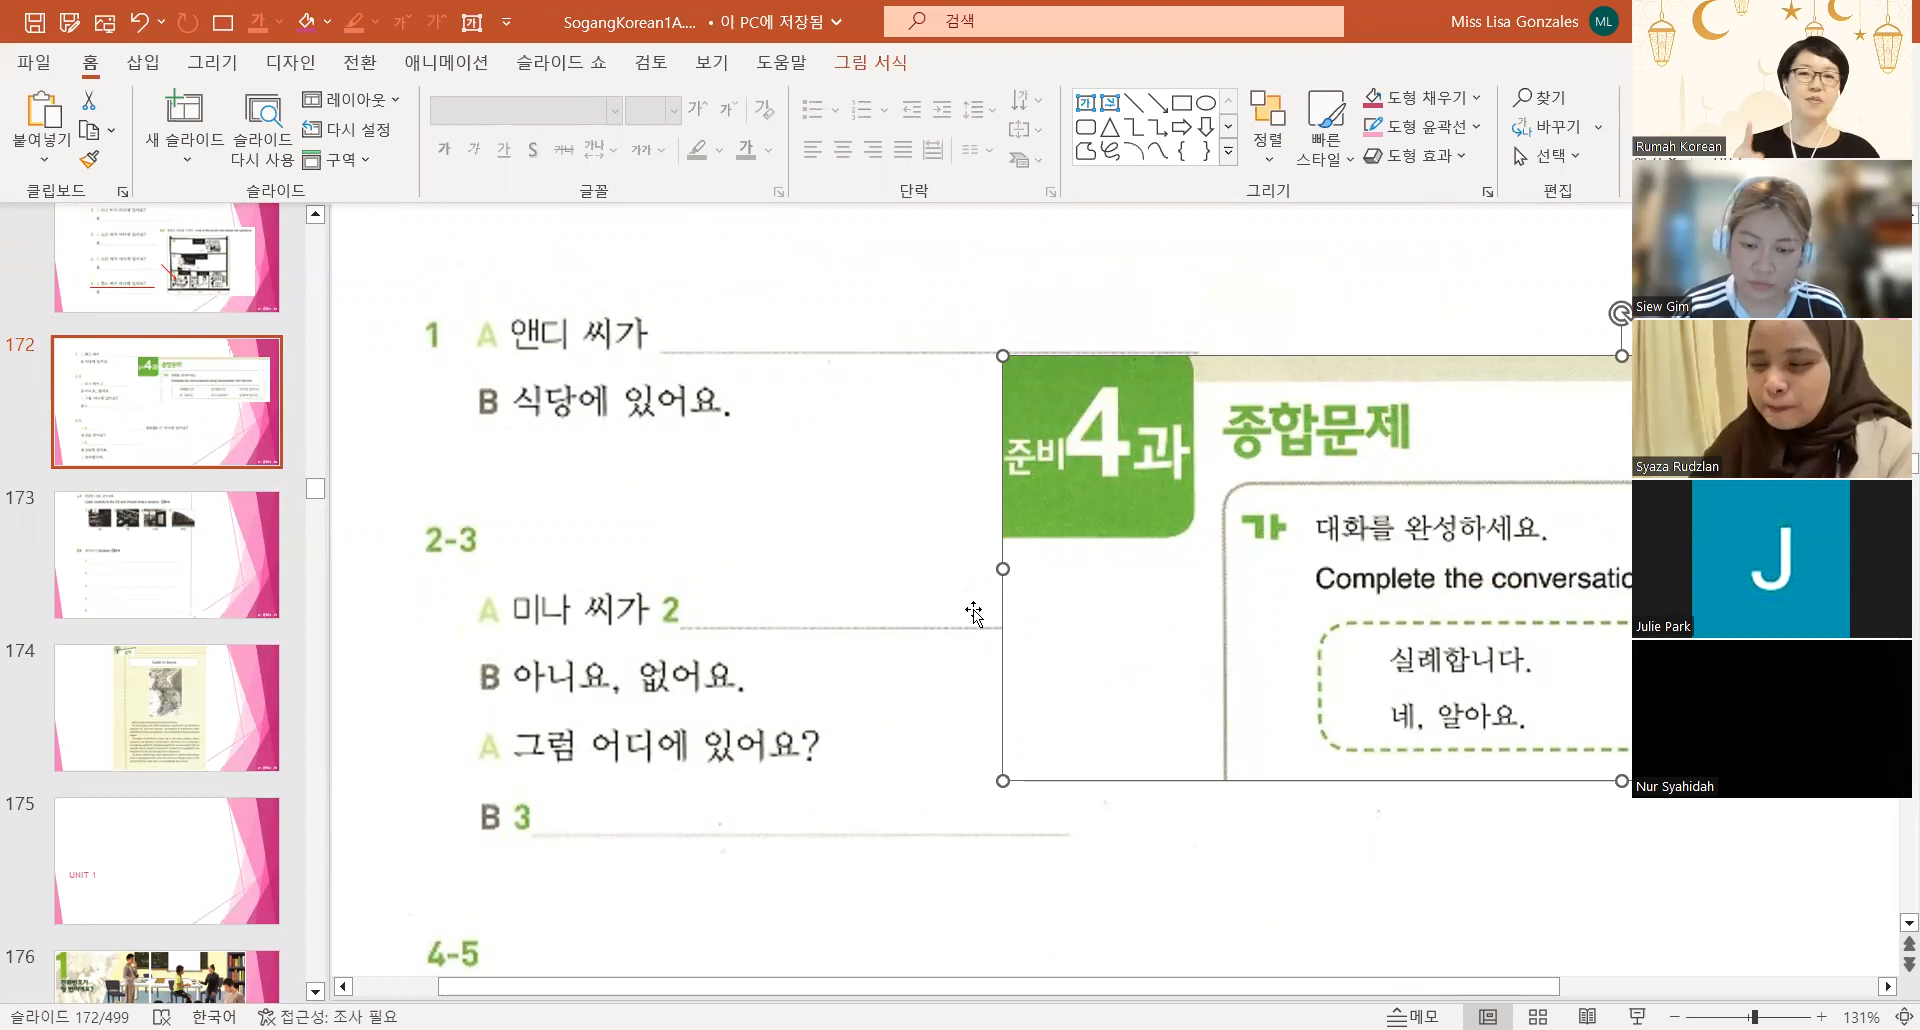 SogangKorean1A.... • 이 PC에 저장됨
검색
Miss Lisa Gonzales ML
파일 홈 삽입 그리기 디자인 전환 애니메이션 슬라이드 쇼 검토 보기 도움말 그림 서식
붙여넣기
클립보드
새 슬라이드
슬라이드 다시 사용
레이아웃
다시 설정
구역
슬라이드
글꼴
단락
정렬
빠른 스타일
도형 채우기
도형 윤곽선
도형 효과
그리기
찾기
바꾸기
선택
편집
172
173
174
175
UNIT 1
176
1 A 앤디 씨가
B 식당에 있어요.
2-3
A 미나 씨가 2
B 아니요, 없어요.
A 그럼 어디에 있어요?
B 3
4-5
준비4과
종합문제
가 대화를 완성하세요.
Complete the conversatio
실례합니다.
네, 알아요.
Rumah Korean
Siew Gim
Syaza Rudzlan
J
Julie Park
Nur Syahidah
슬라이드 172/499 한국어 접근성: 조사 필요
메모 131%